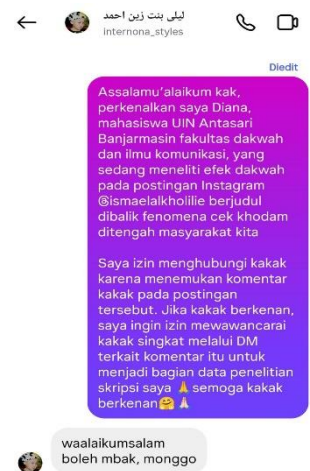 ليلى بنت زين احمد
internona_styles
Diedit
Assalamu'alaikum kak,
perkenalkan saya Diana,
mahasiswa UIN Antasari
Banjarmasin fakultas dakwah
dan ilmu komunikasi, yang
sedang meneliti efek dakwah
pada postingan Instagram
@ismaelalkholilie berjudul
dibalik fenomena cek khodam
ditengah masyarakat kita
Saya izin menghubungi kakak
karena menemukan komentar
kakak pada postingan
tersebut. Jika kakak berkenan,
saya ingin izin mewawancarai
kakak singkat melalui DM
terkait komentar itu untuk
menjadi bagian data penelitian
skripsi saya 🙏 semoga kakak
berkenan🤗🙏🏻
waalaikumsalam
boleh mbak, monggo